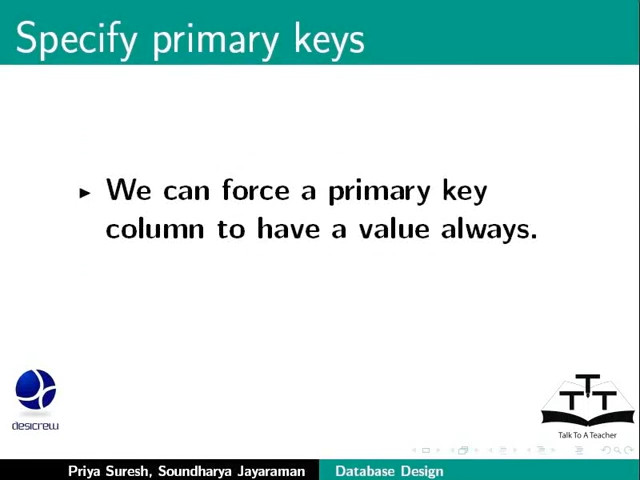 Specify primary keys
We can force a primary key
column to have a value always.
desicrew
T
T T
Talk To A Teacher
Priya Suresh, Soundharya Jayaraman Database Design